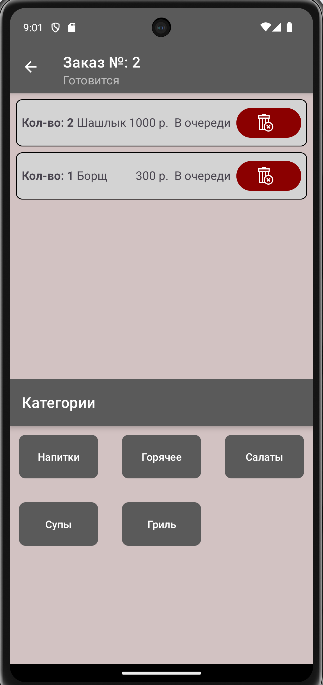 9:01
Заказ №: 2
Готовится
Кол-во: 2 Шашлык 1000 р. В очереди
Кол-во: 1 Борщ 300 р. В очереди
Категории
Напитки Горячее Салаты
Супы Гриль